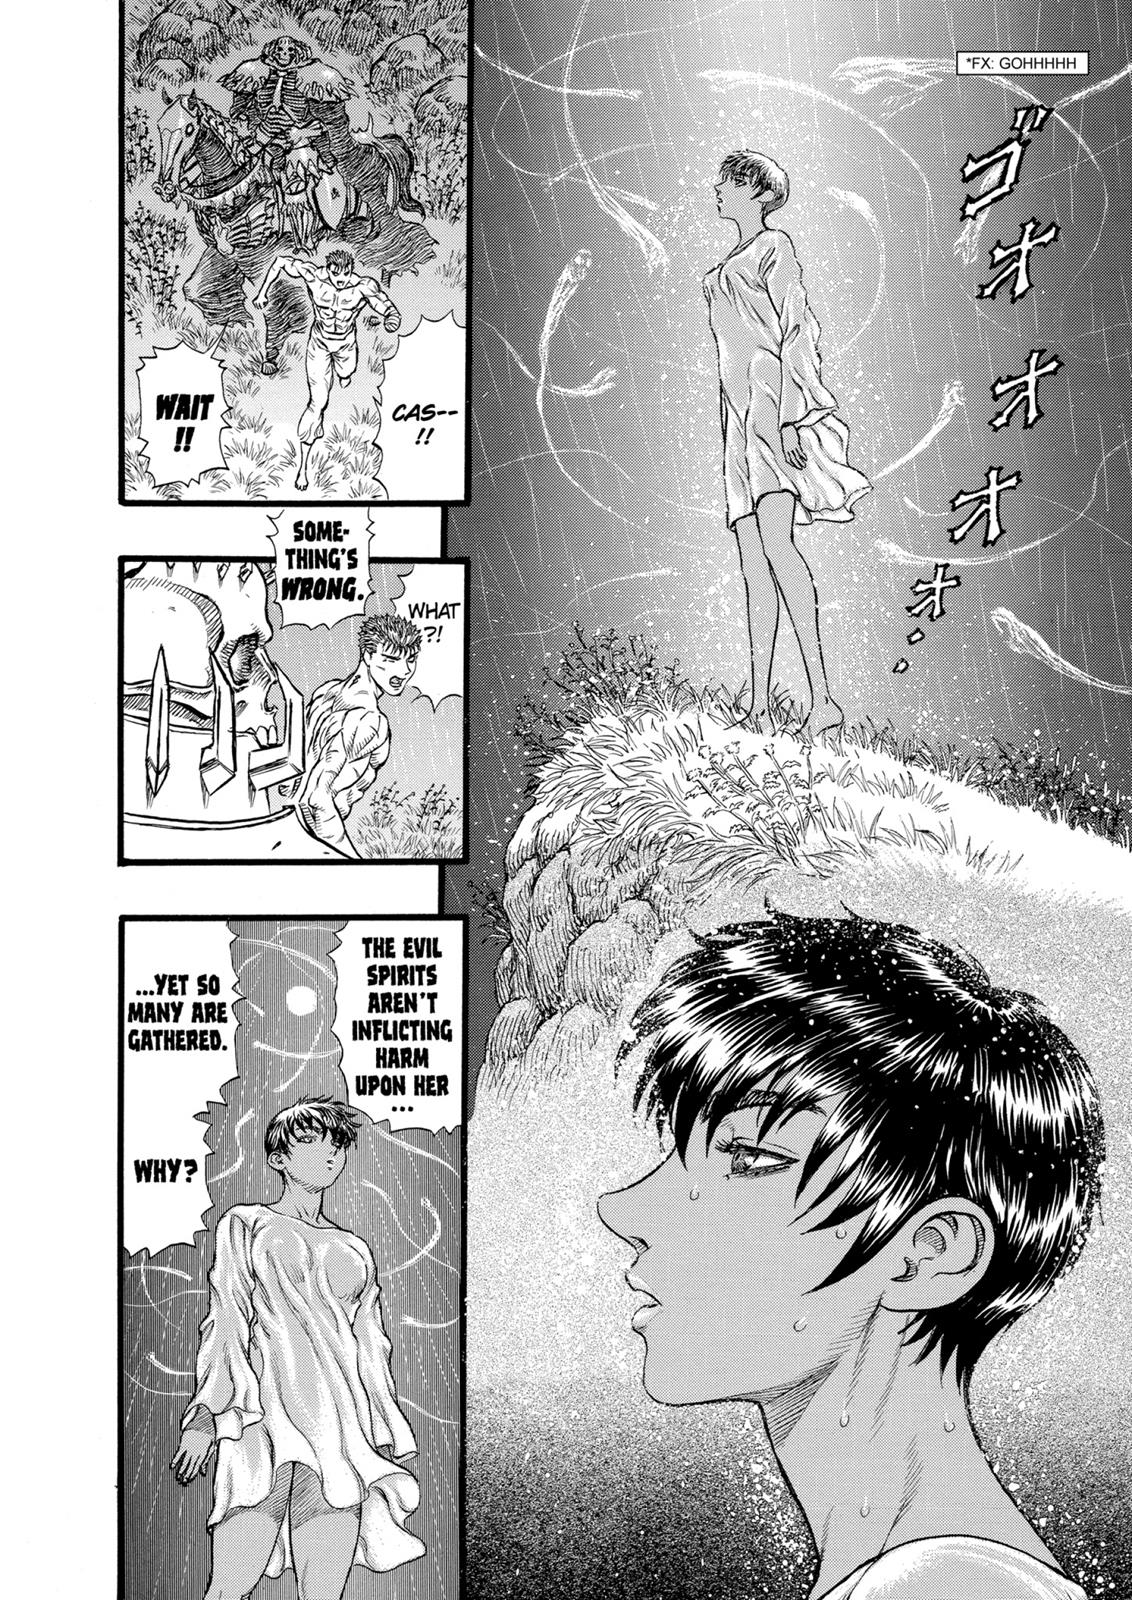 *FX: GOHHHHH
ゴオオオオ..
CAS--
!!
WAIT
!!
SOME-
THING'S
WRONG.
WHAT
?!
THE EVIL
SPIRITS
AREN'T
INFLICTING
HARM
UPON HER
...
...YET SO
MANY ARE
GATHERED.
WHY?